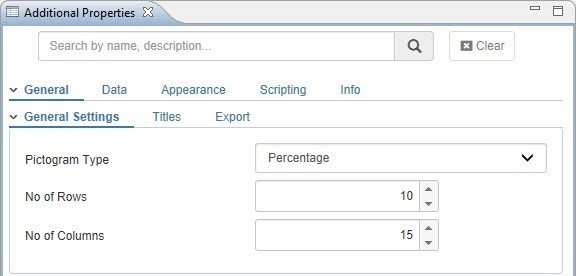 Additional Properties
Search by name, description...
Clear
General Data Appearance Scripting Info
General Settings Titles Export
Pictogram Type Percentage
No of Rows 10
No of Columns 15